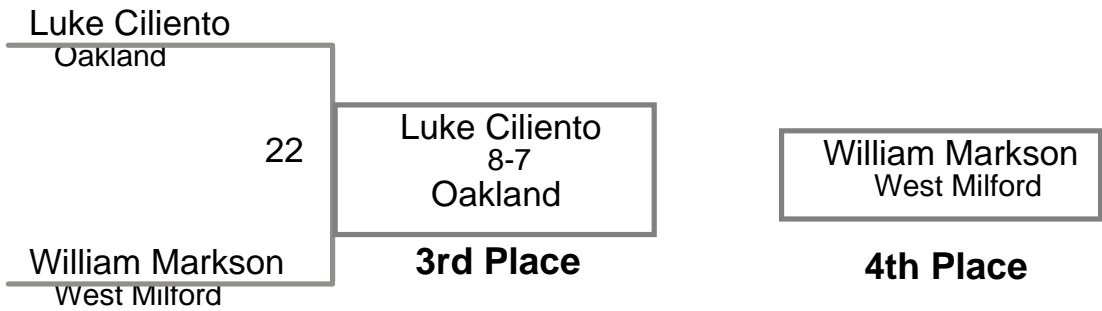 Luke Ciliento
Oakland
22
Luke Ciliento
8-7
Oakland
3rd Place
William Markson
West Milford
William Markson
West Milford
4th Place